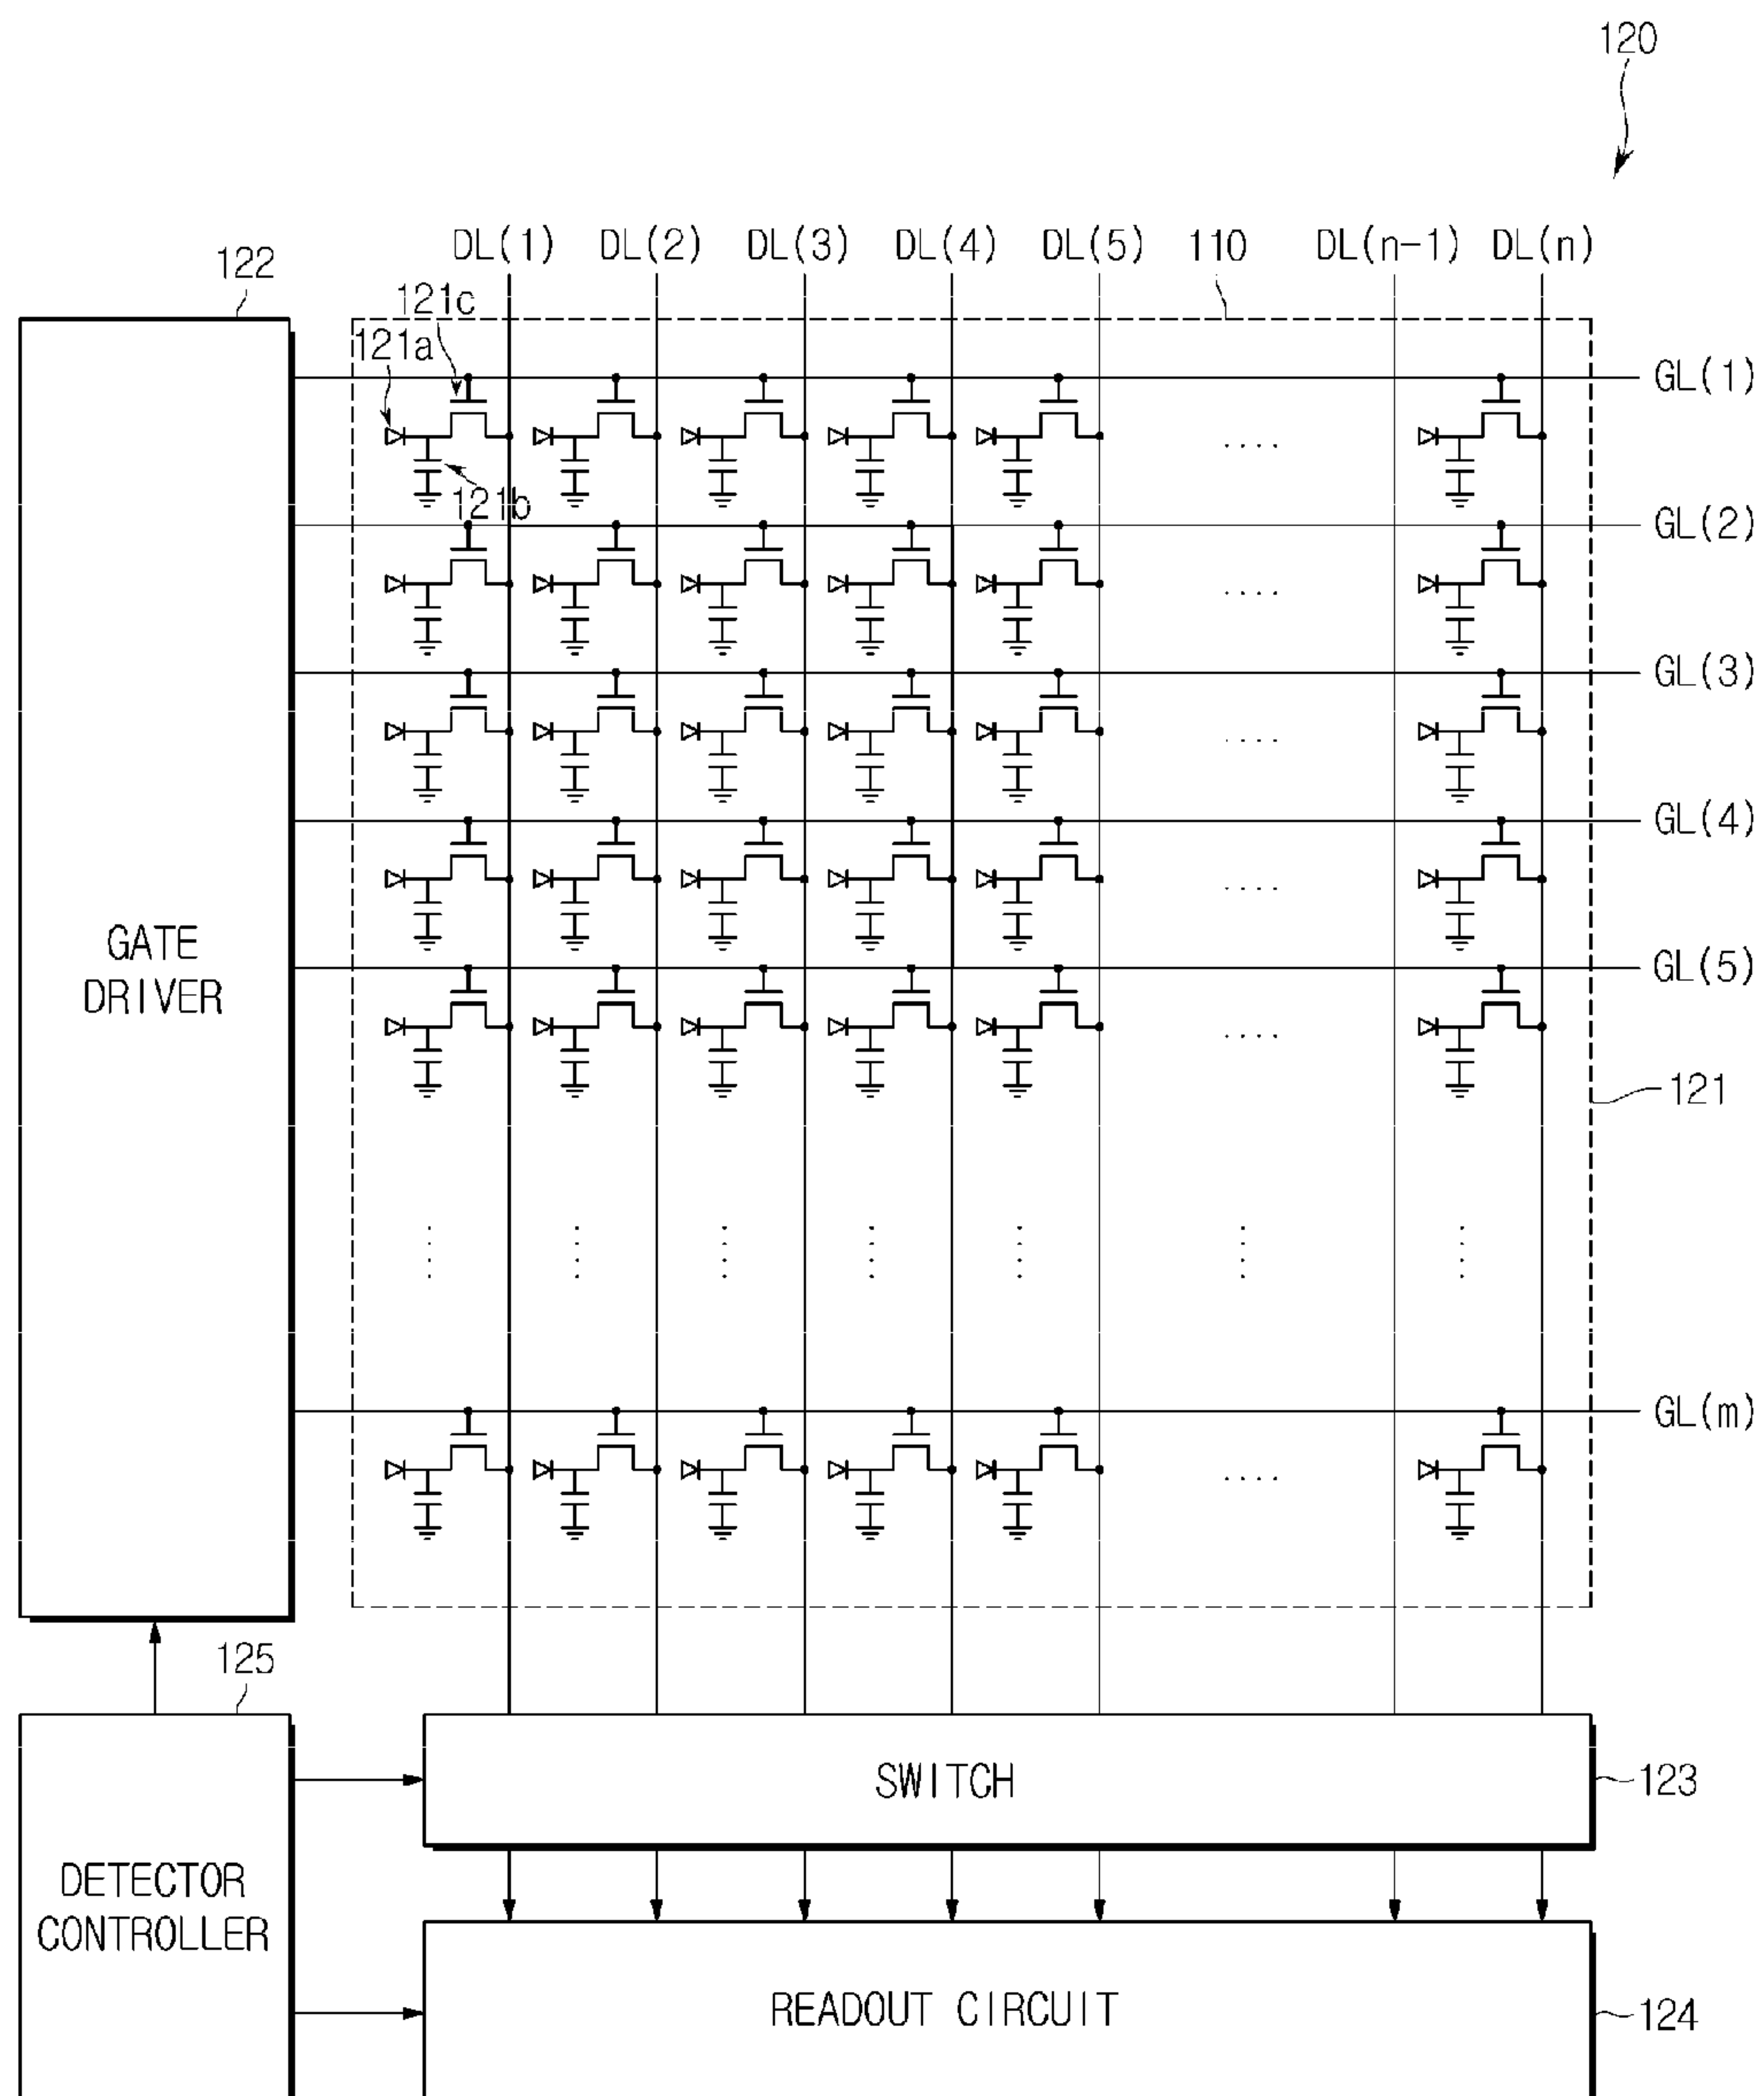 120
DL(1) DL(2) DL(3) DL(4) DL(5) 110 DL(n-1) DL(n)
122
121c
121a
GL(1)
121b
GL(2)
GL(3)
GL(4)
GATE
DRIVER
GL(5)
121
GL(m)
125
SWITCH
123
DETECTOR
CONTROLLER
READOUT CIRCUIT
124